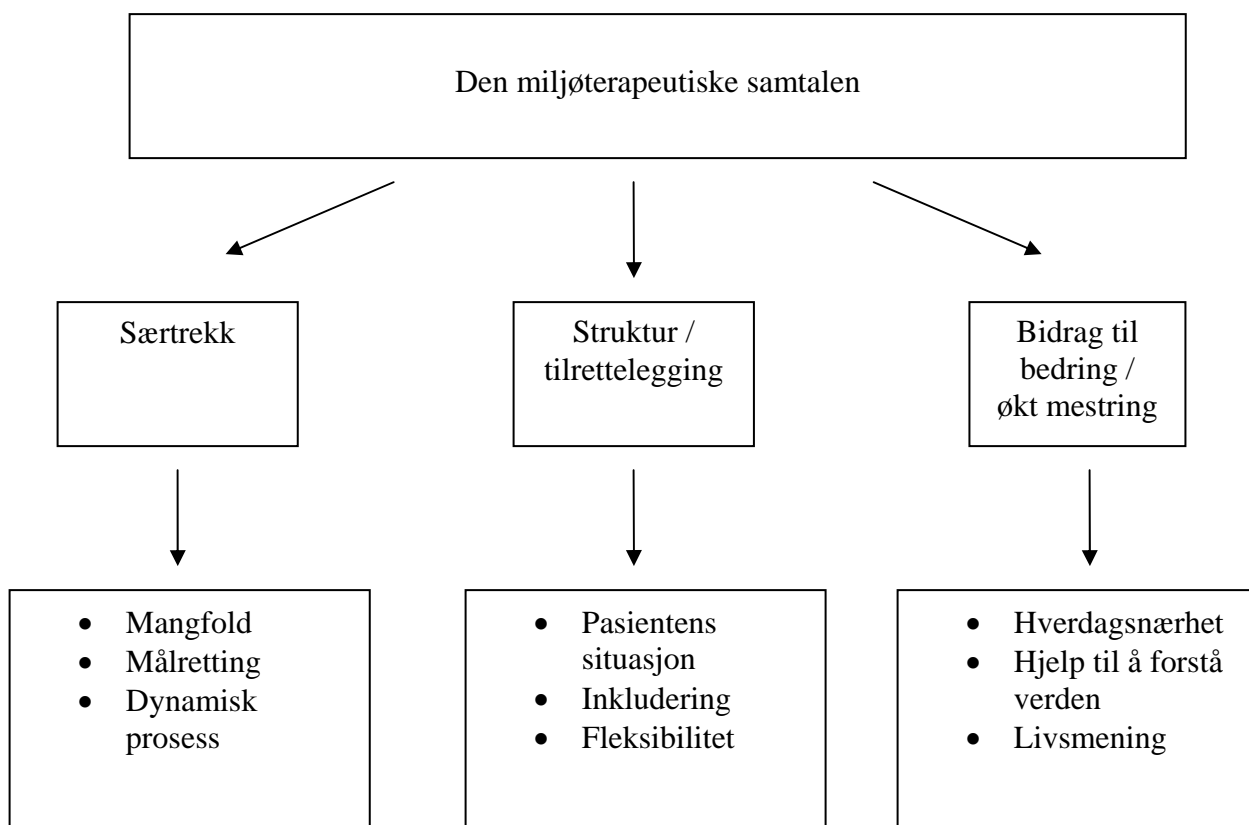 Den miljøterapeutiske samtalen
Særtrekk
Struktur /
tilrettelegging
Bidrag til
bedring /
økt mestring
• Mangfold
• Målretting
• Dynamisk
prosess
• Pasientens
situasjon
• Inkludering
• Fleksibilitet
• Hverdagsnærhet
• Hjelp til å forstå
verden
• Livsmening